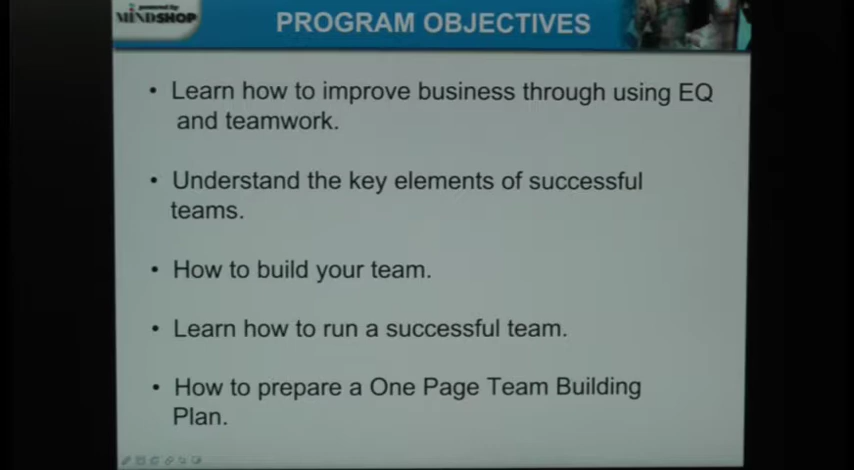 powered by
MINDSHOP
PROGRAM OBJECTIVES
• Learn how to improve business through using EQ
and teamwork.
• Understand the key elements of successful
teams.
• How to build your team.
• Learn how to run a successful team.
• How to prepare a One Page Team Building
Plan.